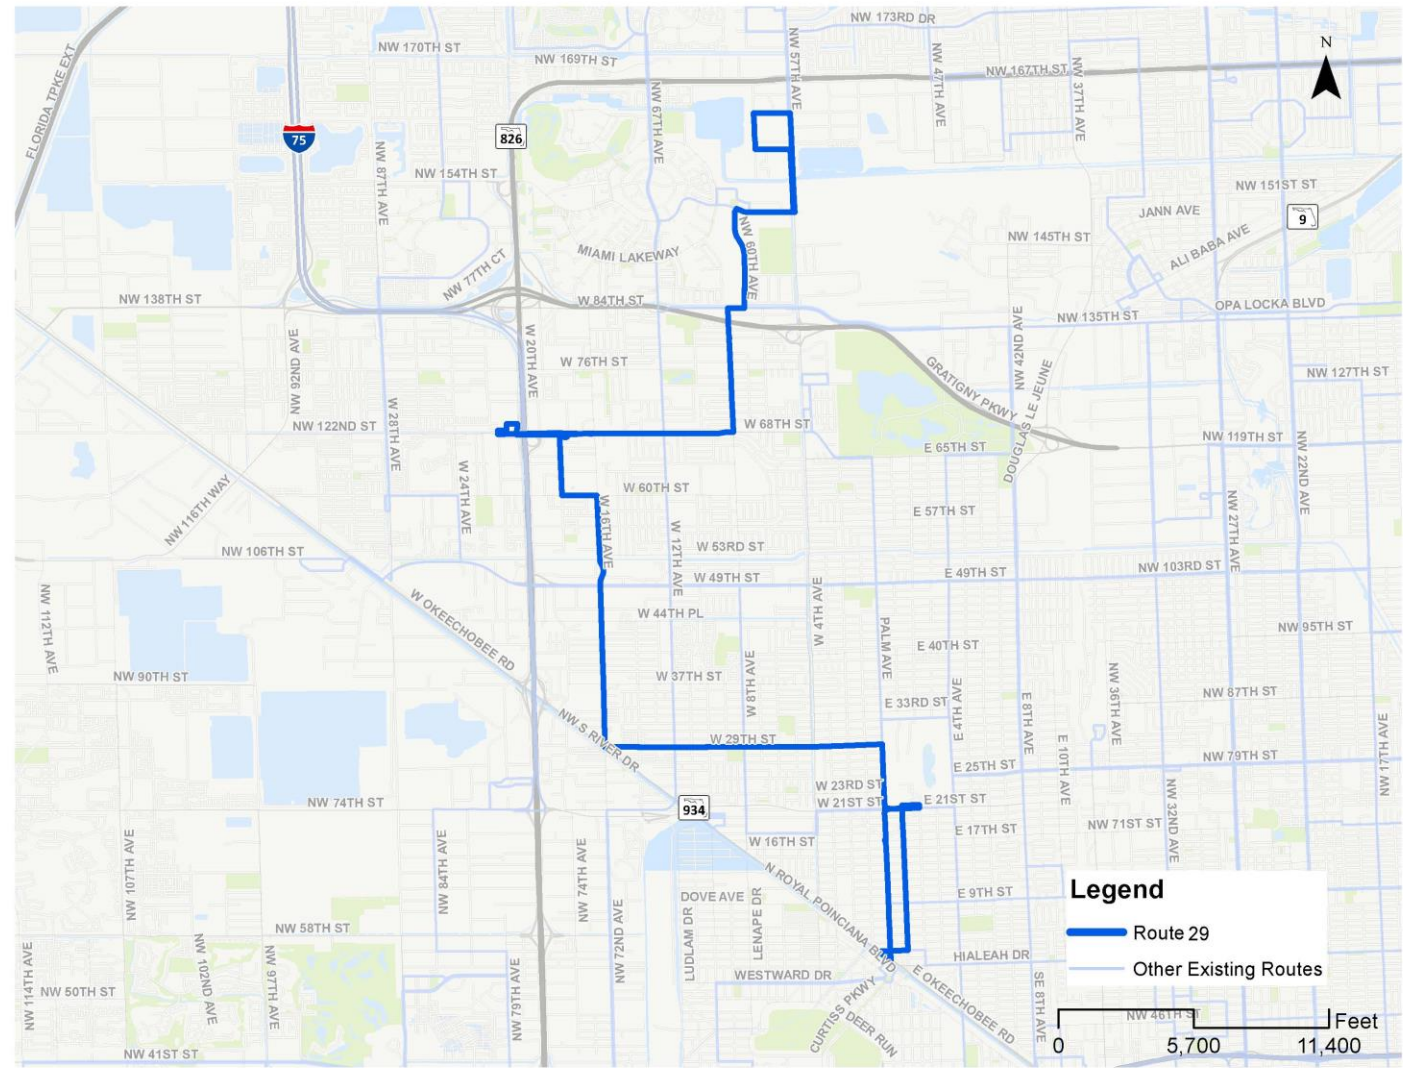 NW 173RD DR
NW 170TH ST
NW 169TH ST
NW 57TH AVE
NW 47TH AVE
NW 167TH ST
NW 37TH AVE
N
FLORIDA TPKE EXT
75
826
NW 67TH AVE
NW 87TH AVE
NW 154TH ST
NW 151ST ST
9
JANN AVE
NW 60TH AVE
MIAMI LAKEWAY
NW 145TH ST
ALI BABA AVE
NW 77TH CT
NW 138TH ST
W 84TH ST
OPA LOCKA BLVD
NW 135TH ST
NW 92ND AVE
W 20TH AVE
NW 42ND AVE
W 76TH ST
GRATIGNY PKWY
DOUGLAS LE JEUNE
NW 127TH ST
W 28TH AVE
NW 122ND ST
W 68TH ST
E 65TH ST
NW 119TH ST
NW 22ND AVE
NW 116TH WAY
W 24TH AVE
W 60TH ST
W 16TH AVE
E 57TH ST
NW 27TH AVE
W 12TH AVE
W 53RD ST
NW 106TH ST
W 49TH ST
E 49TH ST
NW 103RD ST
NW 112TH AVE
W OKEECHOBEE RD
W 44TH PL
W 4TH AVE
PALM AVE
E 40TH ST
NW 95TH ST
NW 90TH ST
W 37TH ST
W 8TH AVE
E 33RD ST
E 4TH AVE
E 8TH AVE
NW 36TH AVE
NW 87TH ST
NW S RIVER DR
W 29TH ST
E 10TH AVE
NW 79TH ST
NW 17TH AVE
E 25TH ST
W 23RD ST
W 21ST ST
E 21ST ST
NW 74TH ST
934
NW 32ND AVE
E 17TH ST
NW 71ST ST
W 16TH ST
NW 107TH AVE
NW 84TH AVE
NW 74TH AVE
N ROYAL POINCIANA BLVD
DOVE AVE
LENAPE DR
LUDLAM DR
E 9TH ST
Legend
Route 29
Other Existing Routes
NW 58TH ST
NW 72ND AVE
HIALEAH DR
NW 114TH AVE
NW 102ND AVE
NW 97TH AVE
NW 79TH AVE
WESTWARD DR
E OKEECHOBEE RD
SE 8TH AVE
NW 50TH ST
CURTISS PKWY
DEER RUN
NW 46TH ST
Feet
0 5,700 11,400
NW 41ST ST